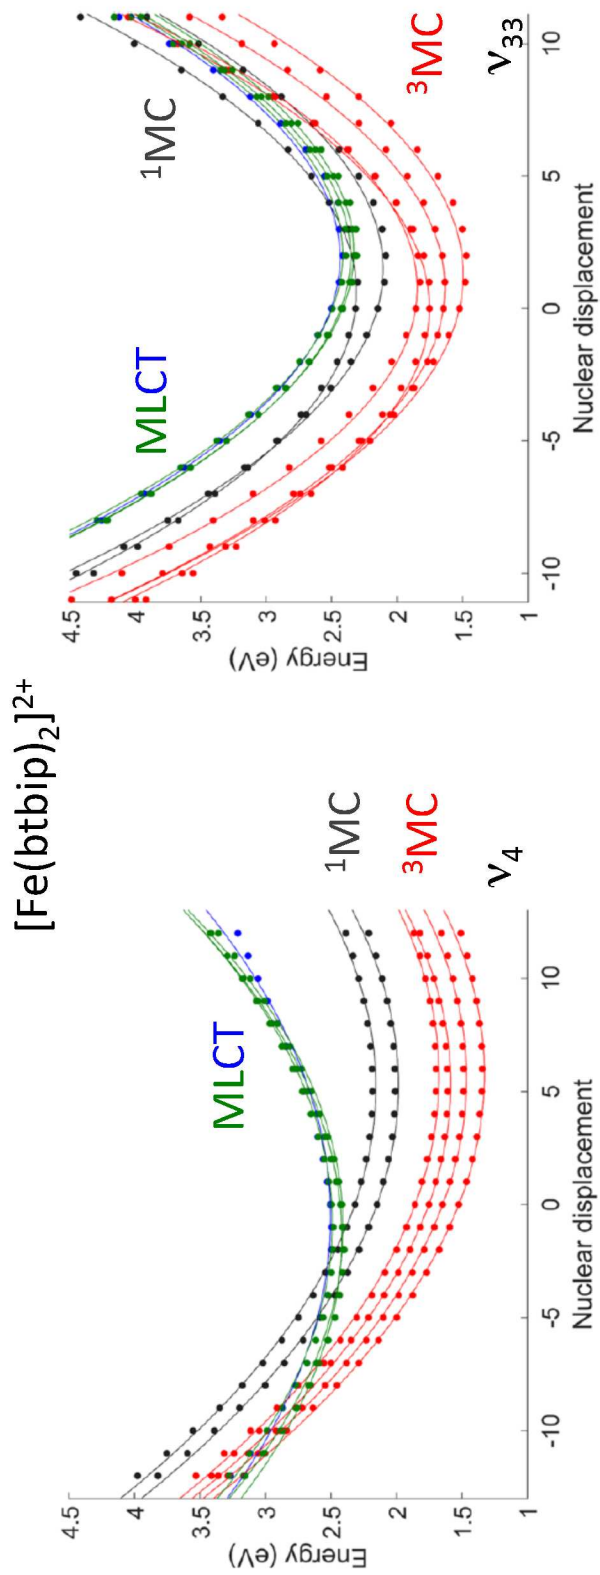 [Fe(btbip)₂]²⁺
4.5
4
3.5
3
2.5
2
1.5
1
Energy (eV)
-10
-5
0
5
10
Nuclear displacement
MLCT
¹MC
³MC
ν₄
4.5
4
3.5
3
2.5
2
1.5
1
Energy (eV)
-10
-5
0
5
10
Nuclear displacement
MLCT
¹MC
³MC
ν₃₃